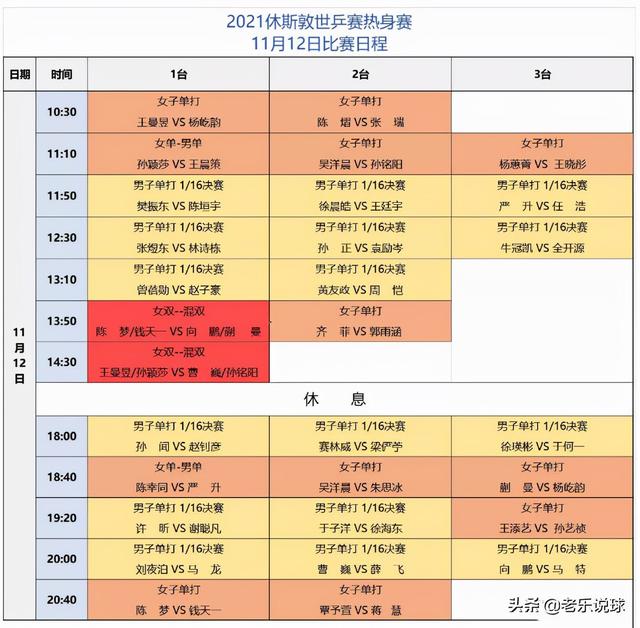 2021休斯敦世乒赛热身赛
11月12日比赛日程
日期 时间 1台 2台 3台
11月12日
10:30 女子单打 女子单打
王曼昱 VS 杨屹韵 陈 熠 VS 张 瑞
11:10 女单-男单 女子单打 女子单打
孙颖莎 VS 王晨策 吴洋晨 VS 孙铭阳 杨蕙菁 VS 王晓彤
11:50 男子单打 1/16决赛 男子单打 1/16决赛 男子单打 1/16决赛
樊振东 VS 陈垣宇 徐晨皓 VS 王廷宇 严 升 VS 任 浩
12:30 男子单打 1/16决赛 男子单打 1/16决赛 男子单打 1/16决赛
张煜东 VS 林诗栋 孙 正 VS 袁励岑 牛冠凯 VS 全开源
13:10 男子单打 1/16决赛 男子单打 1/16决赛
曾蓓勋 VS 赵子豪 黄友政 VS 周 恺
13:50 女双--混双 女子单打
陈 梦/钱天一 VS 向 鹏/蒯 曼 齐 菲 VS 郭雨涵
14:30 女双--混双
王曼昱/孙颖莎 VS 曹 巍/孙铭阳
休 息
18:00 男子单打 1/16决赛 男子单打 1/16决赛 男子单打 1/16决赛
孙 闻 VS 赵钊彦 赛林威 VS 梁俨苧 徐瑛彬 VS 于何一
18:40 女单-男单 女子单打 女子单打
陈幸同 VS 严 升 吴洋晨 VS 朱思冰 蒯 曼 VS 杨屹韵
19:20 男子单打 1/16决赛 男子单打 1/16决赛 女子单打
许 昕 VS 谢聪凡 于子洋 VS 徐海东 王添艺 VS 孙艺祯
20:00 男子单打 1/16决赛 男子单打 1/16决赛 男子单打 1/16决赛
刘夜泊 VS 马 龙 曹 巍 VS 薛 飞 向 鹏 VS 马 特
20:40 女子单打 女子单打
陈 梦 VS 钱天一 覃予萱 VS 蒋 慧
头条 @老乐说球